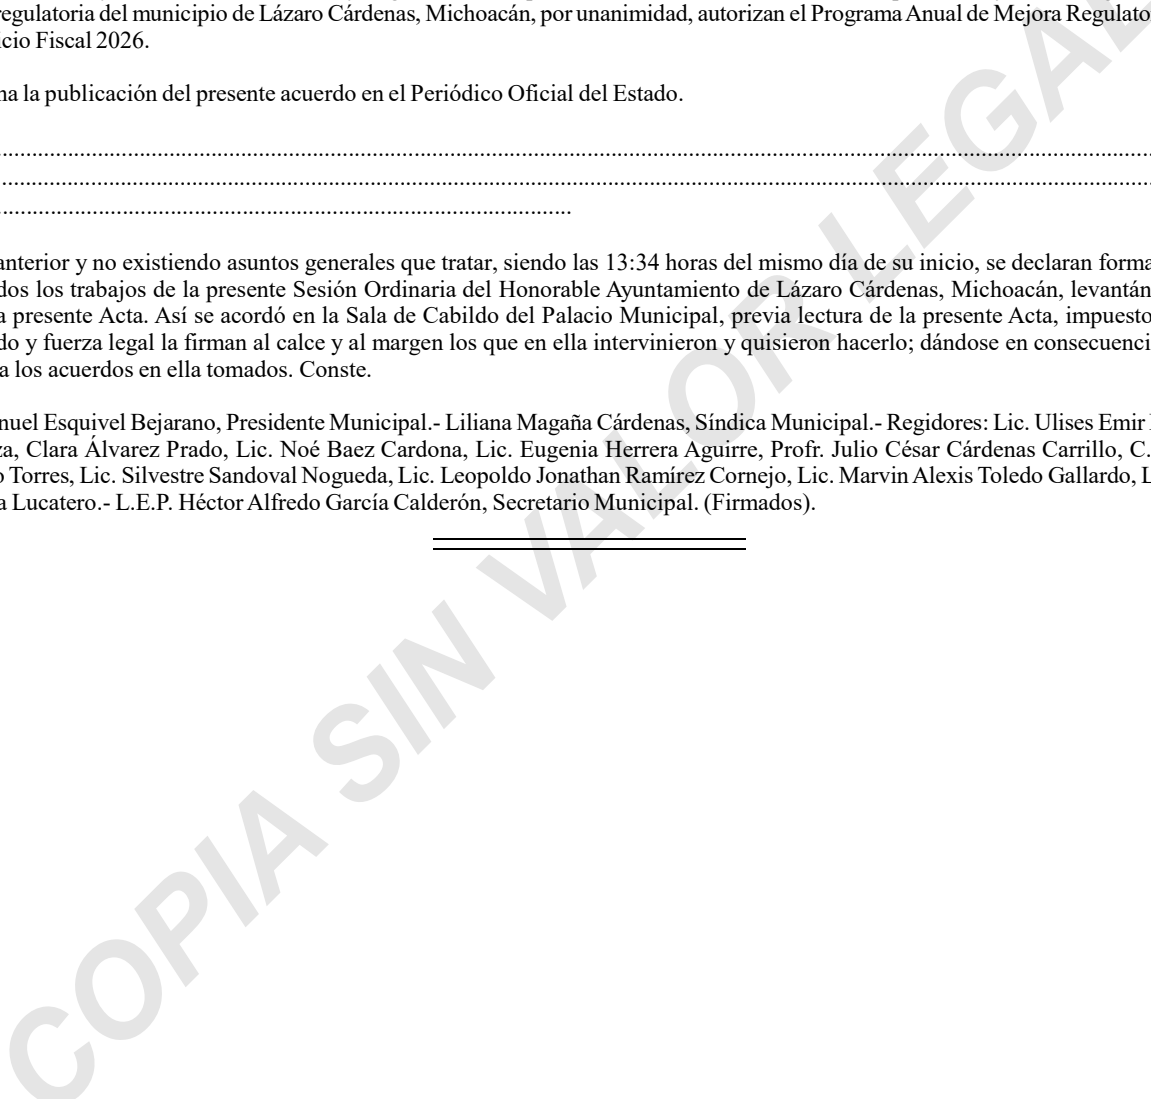 regulatoria del municipio de Lázaro Cárdenas, Michoacán, por unanimidad, autorizan el Programa Anual de Mejora Regulato
cio Fiscal 2026.
na la publicación del presente acuerdo en el Periódico Oficial del Estado.
anterior y no existiendo asuntos generales que tratar, siendo las 13:34 horas del mismo día de su inicio, se declaran forma
dos los trabajos de la presente Sesión Ordinaria del Honorable Ayuntamiento de Lázaro Cárdenas, Michoacán, levantán
a presente Acta. Así se acordó en la Sala de Cabildo del Palacio Municipal, previa lectura de la presente Acta, impuesto
do y fuerza legal la firman al calce y al margen los que en ella intervinieron y quisieron hacerlo; dándose en consecuenci
a los acuerdos en ella tomados. Conste.
nuel Esquivel Bejarano, Presidente Municipal.- Liliana Magaña Cárdenas, Síndica Municipal.- Regidores: Lic. Ulises Emir
za, Clara Álvarez Prado, Lic. Noé Baez Cardona, Lic. Eugenia Herrera Aguirre, Profr. Julio César Cárdenas Carrillo, C.
o Torres, Lic. Silvestre Sandoval Nogueda, Lic. Leopoldo Jonathan Ramírez Cornejo, Lic. Marvin Alexis Toledo Gallardo, L
a Lucatero.- L.E.P. Héctor Alfredo García Calderón, Secretario Municipal. (Firmados).
COPIA SIN VALOR LEGAL